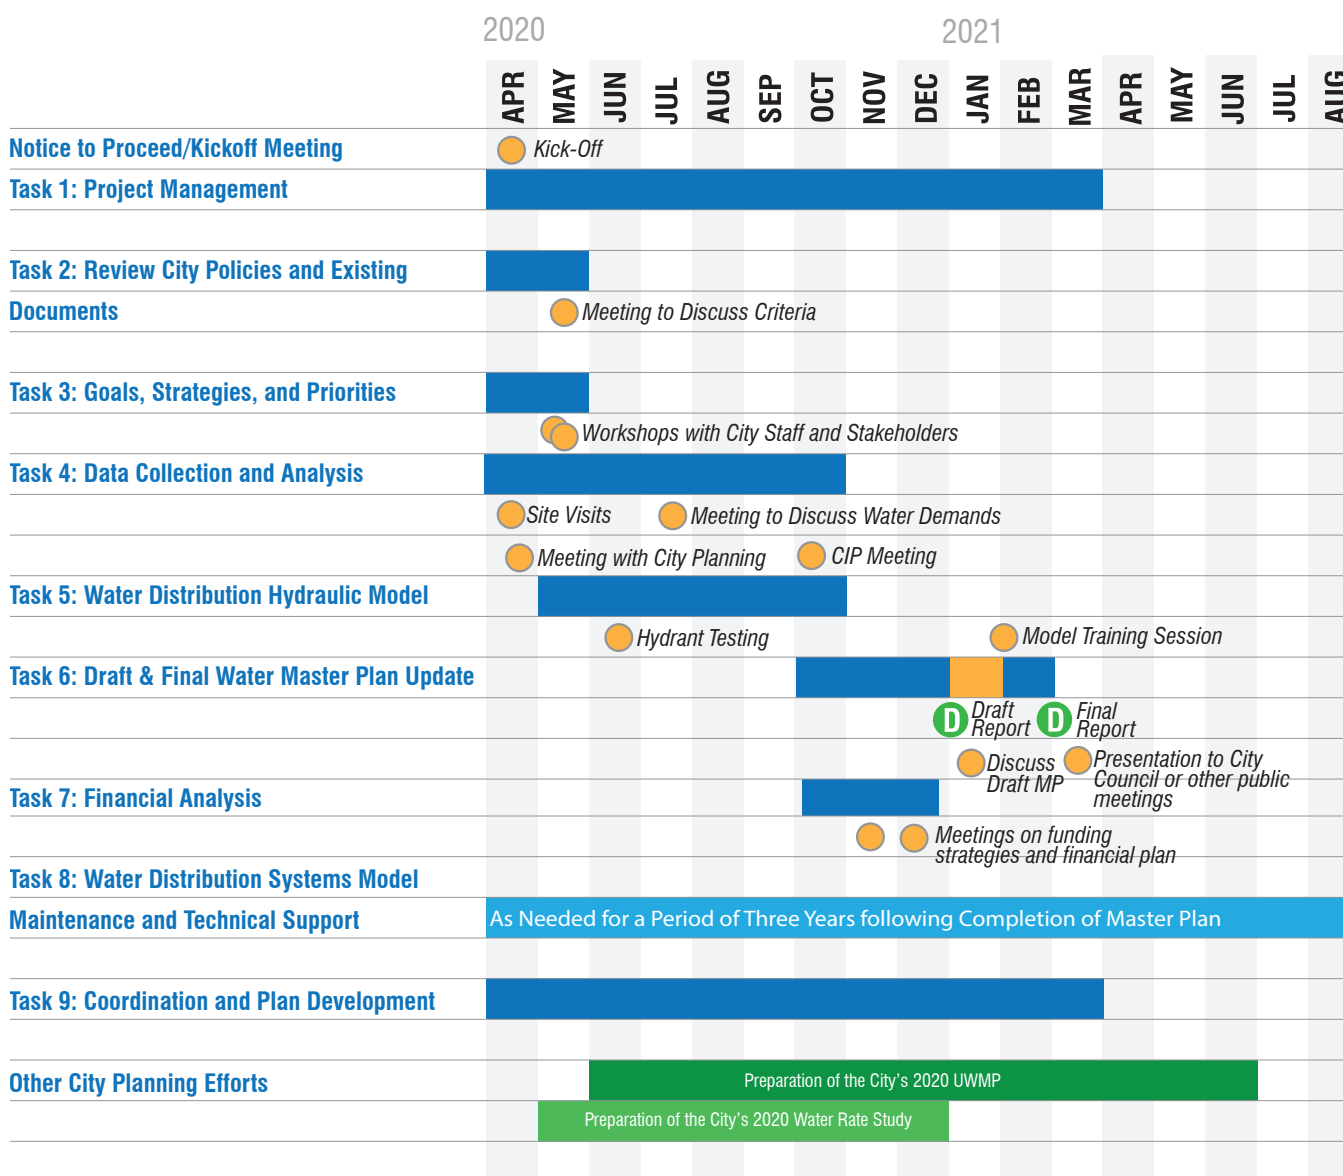 2020
2021
APR MAY JUN JUL AUG SEP OCT NOV DEC JAN FEB MAR APR MAY JUN JUL AUG
Notice to Proceed/Kickoff Meeting
Kick-Off
Task 1: Project Management
Task 2: Review City Policies and Existing
Documents
Meeting to Discuss Criteria
Task 3: Goals, Strategies, and Priorities
Workshops with City Staff and Stakeholders
Task 4: Data Collection and Analysis
Site Visits
Meeting to Discuss Water Demands
Meeting with City Planning
CIP Meeting
Task 5: Water Distribution Hydraulic Model
Hydrant Testing
Model Training Session
Task 6: Draft & Final Water Master Plan Update
D
Draft
Report
D
Final
Report
Discuss
Draft MP
Presentation to City
Council or other public
meetings
Task 7: Financial Analysis
Meetings on funding
strategies and financial plan
Task 8: Water Distribution Systems Model
Maintenance and Technical Support
As Needed for a Period of Three Years following Completion of Master Plan
Task 9: Coordination and Plan Development
Other City Planning Efforts
Preparation of the City's 2020 UWMP
Preparation of the City's 2020 Water Rate Study